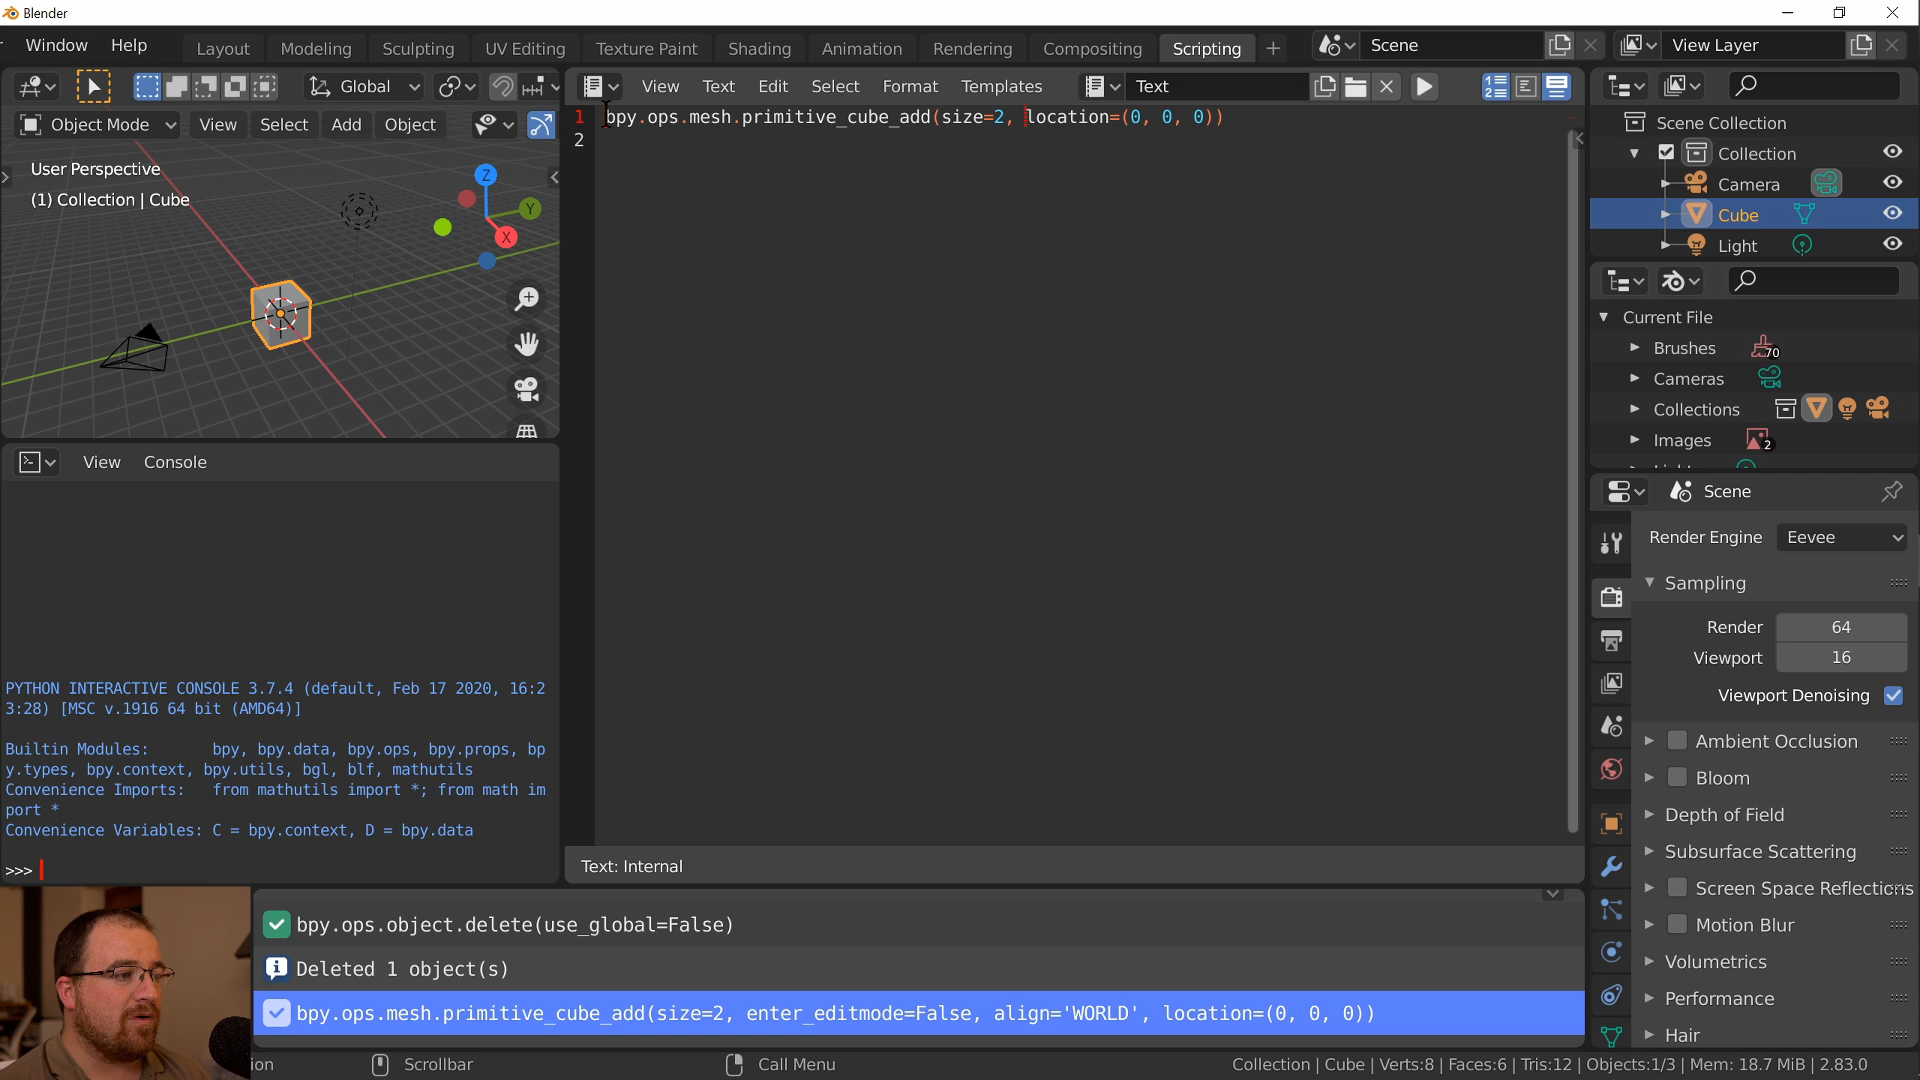 Blender
Window Help Layout Modeling Sculpting UV Editing Texture Paint Shading Animation Rendering Compositing Scripting + Scene View Layer
Global View Text Edit Select Format Templates Text
Object Mode View Select Add Object
1 bpy.ops.mesh.primitive_cube_add(size=2, location=(0, 0, 0))
2
User Perspective
(1) Collection | Cube
Z
Y
X
Scene Collection
Collection
Camera
Cube
Light
Current File
Brushes 70
Cameras
Collections
Images 2
View Console
PYTHON INTERACTIVE CONSOLE 3.7.4 (default, Feb 17 2020, 16:2
3:28) [MSC v.1916 64 bit (AMD64)]
Builtin Modules: bpy, bpy.data, bpy.ops, bpy.props, bp
y.types, bpy.context, bpy.utils, bgl, blf, mathutils
Convenience Imports: from mathutils import *; from math im
port *
Convenience Variables: C = bpy.context, D = bpy.data
>>>
Text: Internal
Scene
Render Engine Eevee
Sampling
Render 64
Viewport 16
Viewport Denoising
Ambient Occlusion
Bloom
Depth of Field
Subsurface Scattering
Screen Space Reflections
Motion Blur
Volumetrics
Performance
Hair
bpy.ops.object.delete(use_global=False)
Deleted 1 object(s)
bpy.ops.mesh.primitive_cube_add(size=2, enter_editmode=False, align='WORLD', location=(0, 0, 0))
ion Scrollbar Call Menu Collection | Cube | Verts:8 | Faces:6 | Tris:12 | Objects:1/3 | Mem: 18.7 MiB | 2.83.0